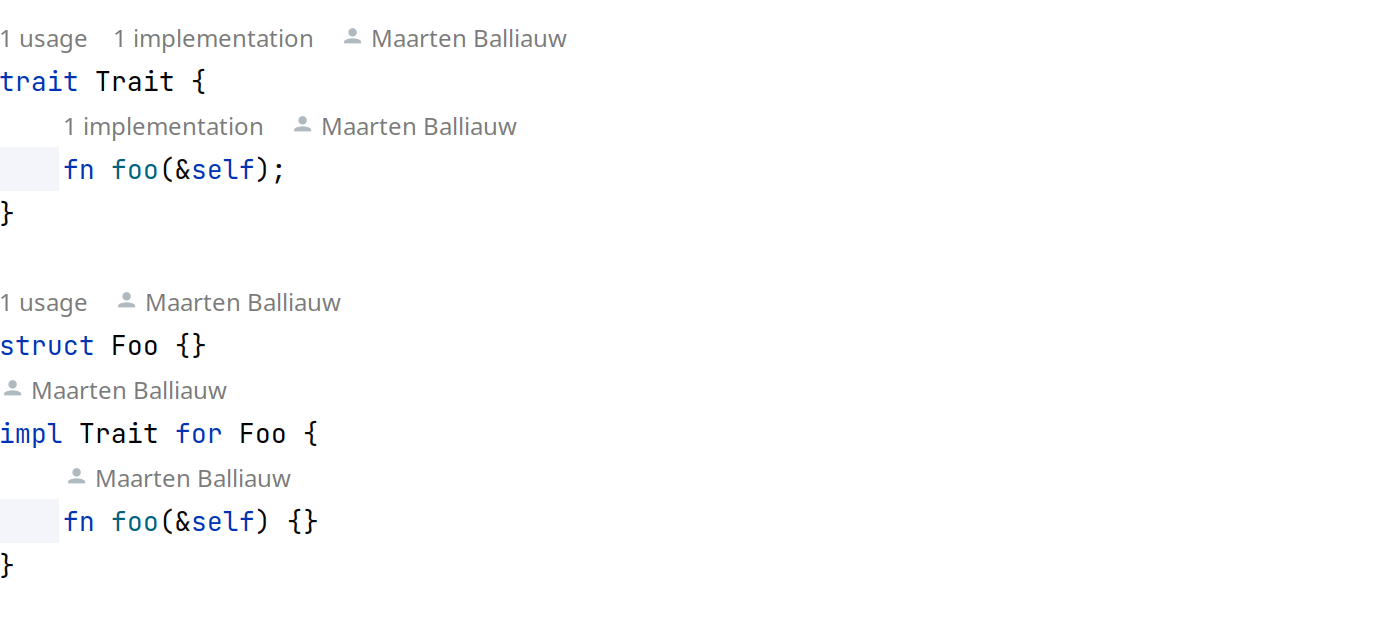 1 usage 1 implementation Maarten Balliauw
trait Trait {
1 implementation Maarten Balliauw
fn foo(&self);
}
1 usage Maarten Balliauw
struct Foo {}
Maarten Balliauw
impl Trait for Foo {
Maarten Balliauw
fn foo(&self) {}
}